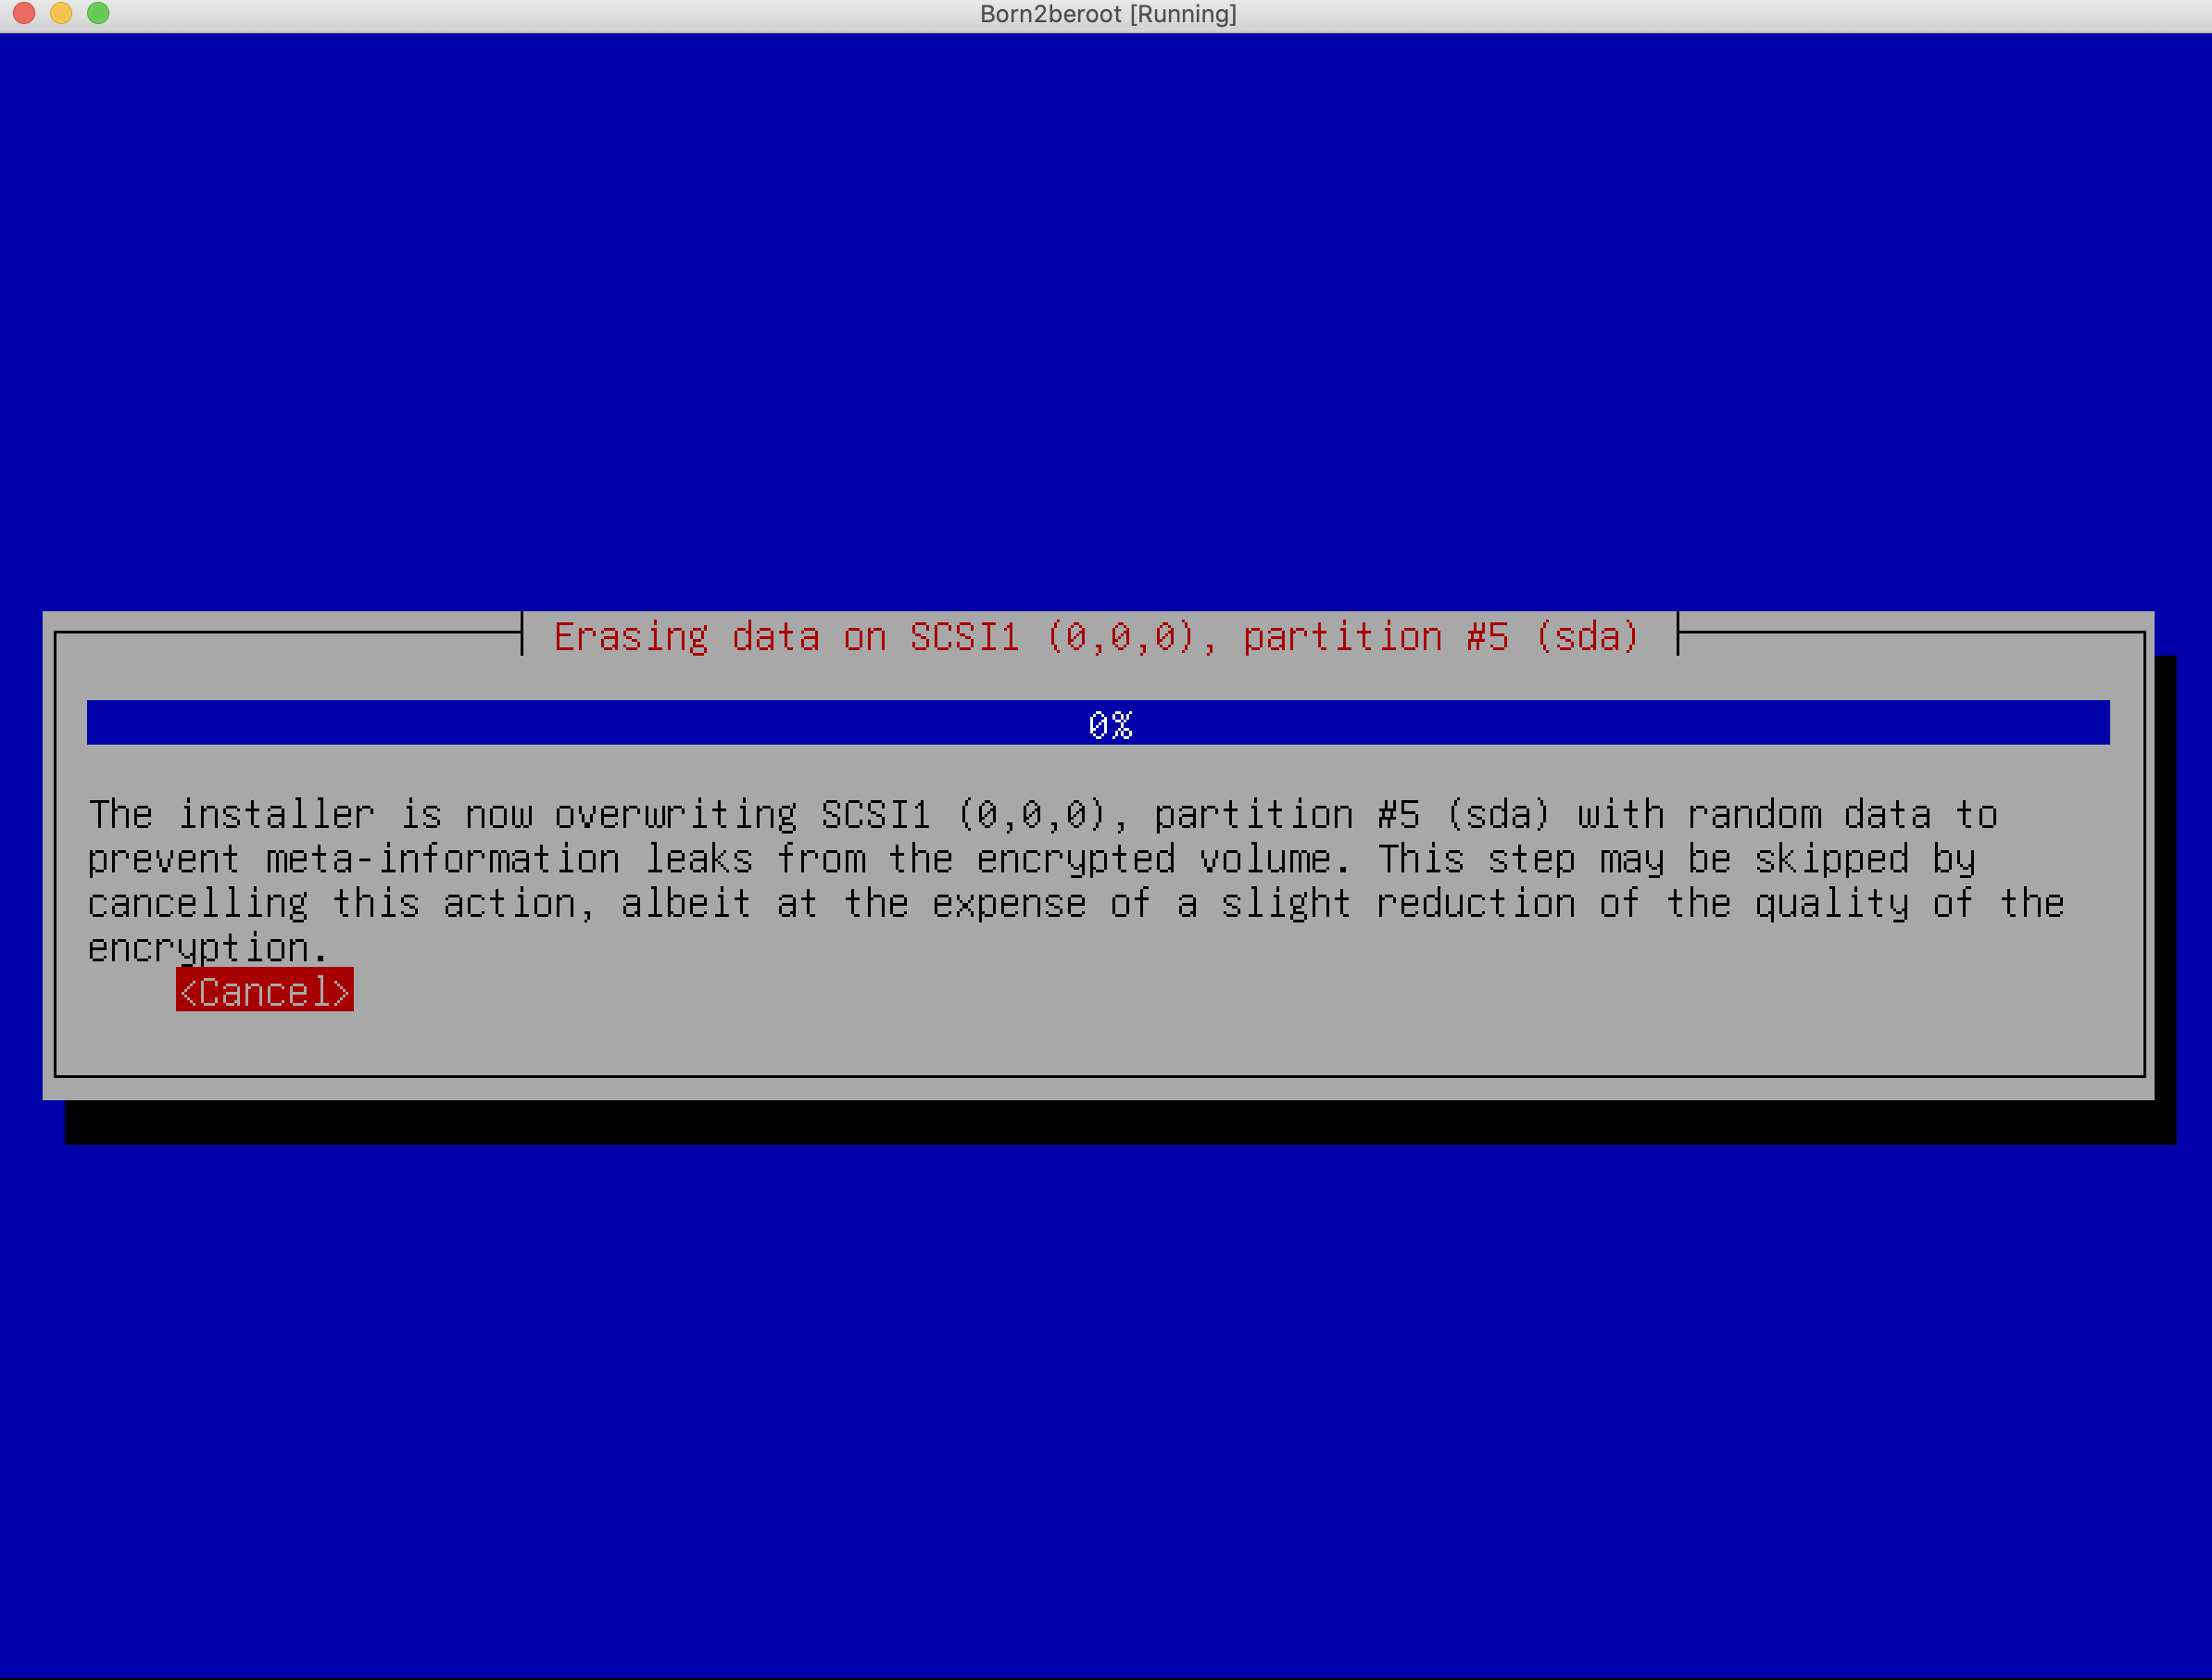 Born2beroot [Running]
Erasing data on SCSI1 (0,0,0), partition #5 (sda)
0%
The installer is now overwriting SCSI1 (0,0,0), partition #5 (sda) with random data to
prevent meta-information leaks from the encrypted volume. This step may be skipped by
cancelling this action, albeit at the expense of a slight reduction of the quality of the
encryption.
<Cancel>